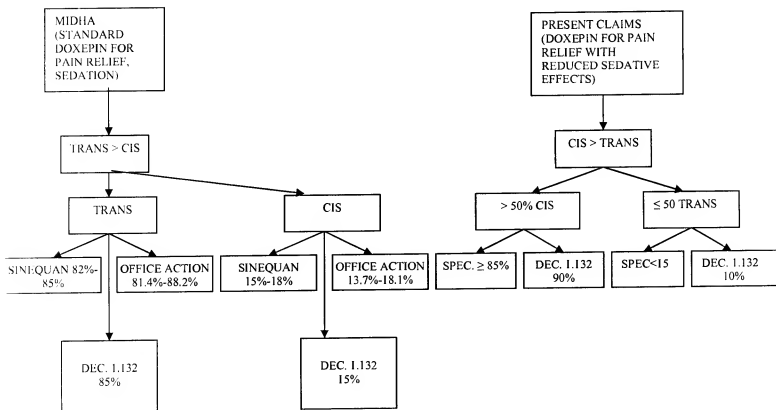 MIDHA
(STANDARD
DOXEPIN FOR
PAIN RELIEF,
SEDATION)
PRESENT CLAIMS
(DOXEPIN FOR PAIN
RELIEF WITH
REDUCED SEDATIVE
EFFECTS)
TRANS > CIS
CIS > TRANS
TRANS
CIS
> 50% CIS
≤ 50 TRANS
SINEQUAN 82%-
85%
OFFICE ACTION
81.4%-88.2%
SINEQUAN
15%-18%
OFFICE ACTION
13.7%-18.1%
SPEC. ≥ 85%
DEC. 1.132
90%
SPEC<15
DEC. 1.132
10%
DEC. 1.132
85%
DEC. 1.132
15%